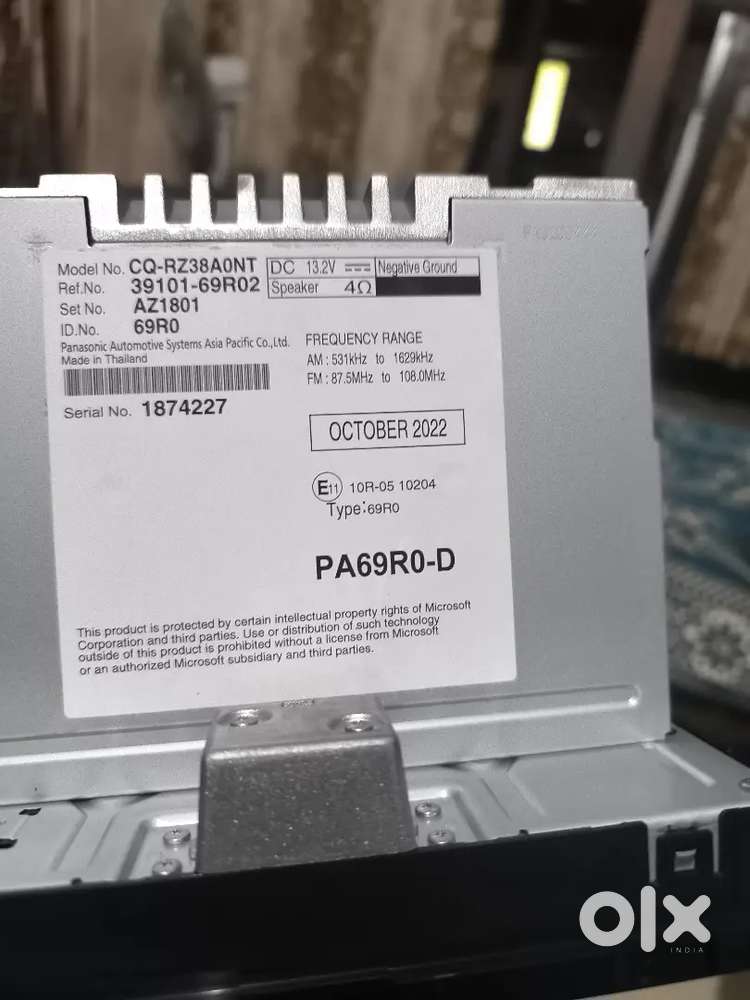 Model No. CQ-RZ38A0NT
Ref.No. 39101-69R02
Set No. AZ1801
ID.No. 69R0
DC 13.2V Negative Ground
Speaker 4Ω
Panasonic Automotive Systems Asia Pacific Co.,Ltd.
Made in Thailand
Serial No. 1874227
FREQUENCY RANGE
AM : 531kHz to 1629kHz
FM : 87.5MHz to 108.0MHz
OCTOBER 2022
E11 10R-05 10204
Type:69R0
PA69R0-D
This product is protected by certain intellectual property rights of Microsoft
Corporation and third parties. Use or distribution of such technology
outside of this product is prohibited without a license from Microsoft
or an authorized Microsoft subsidiary and third parties.
olx
INDIA